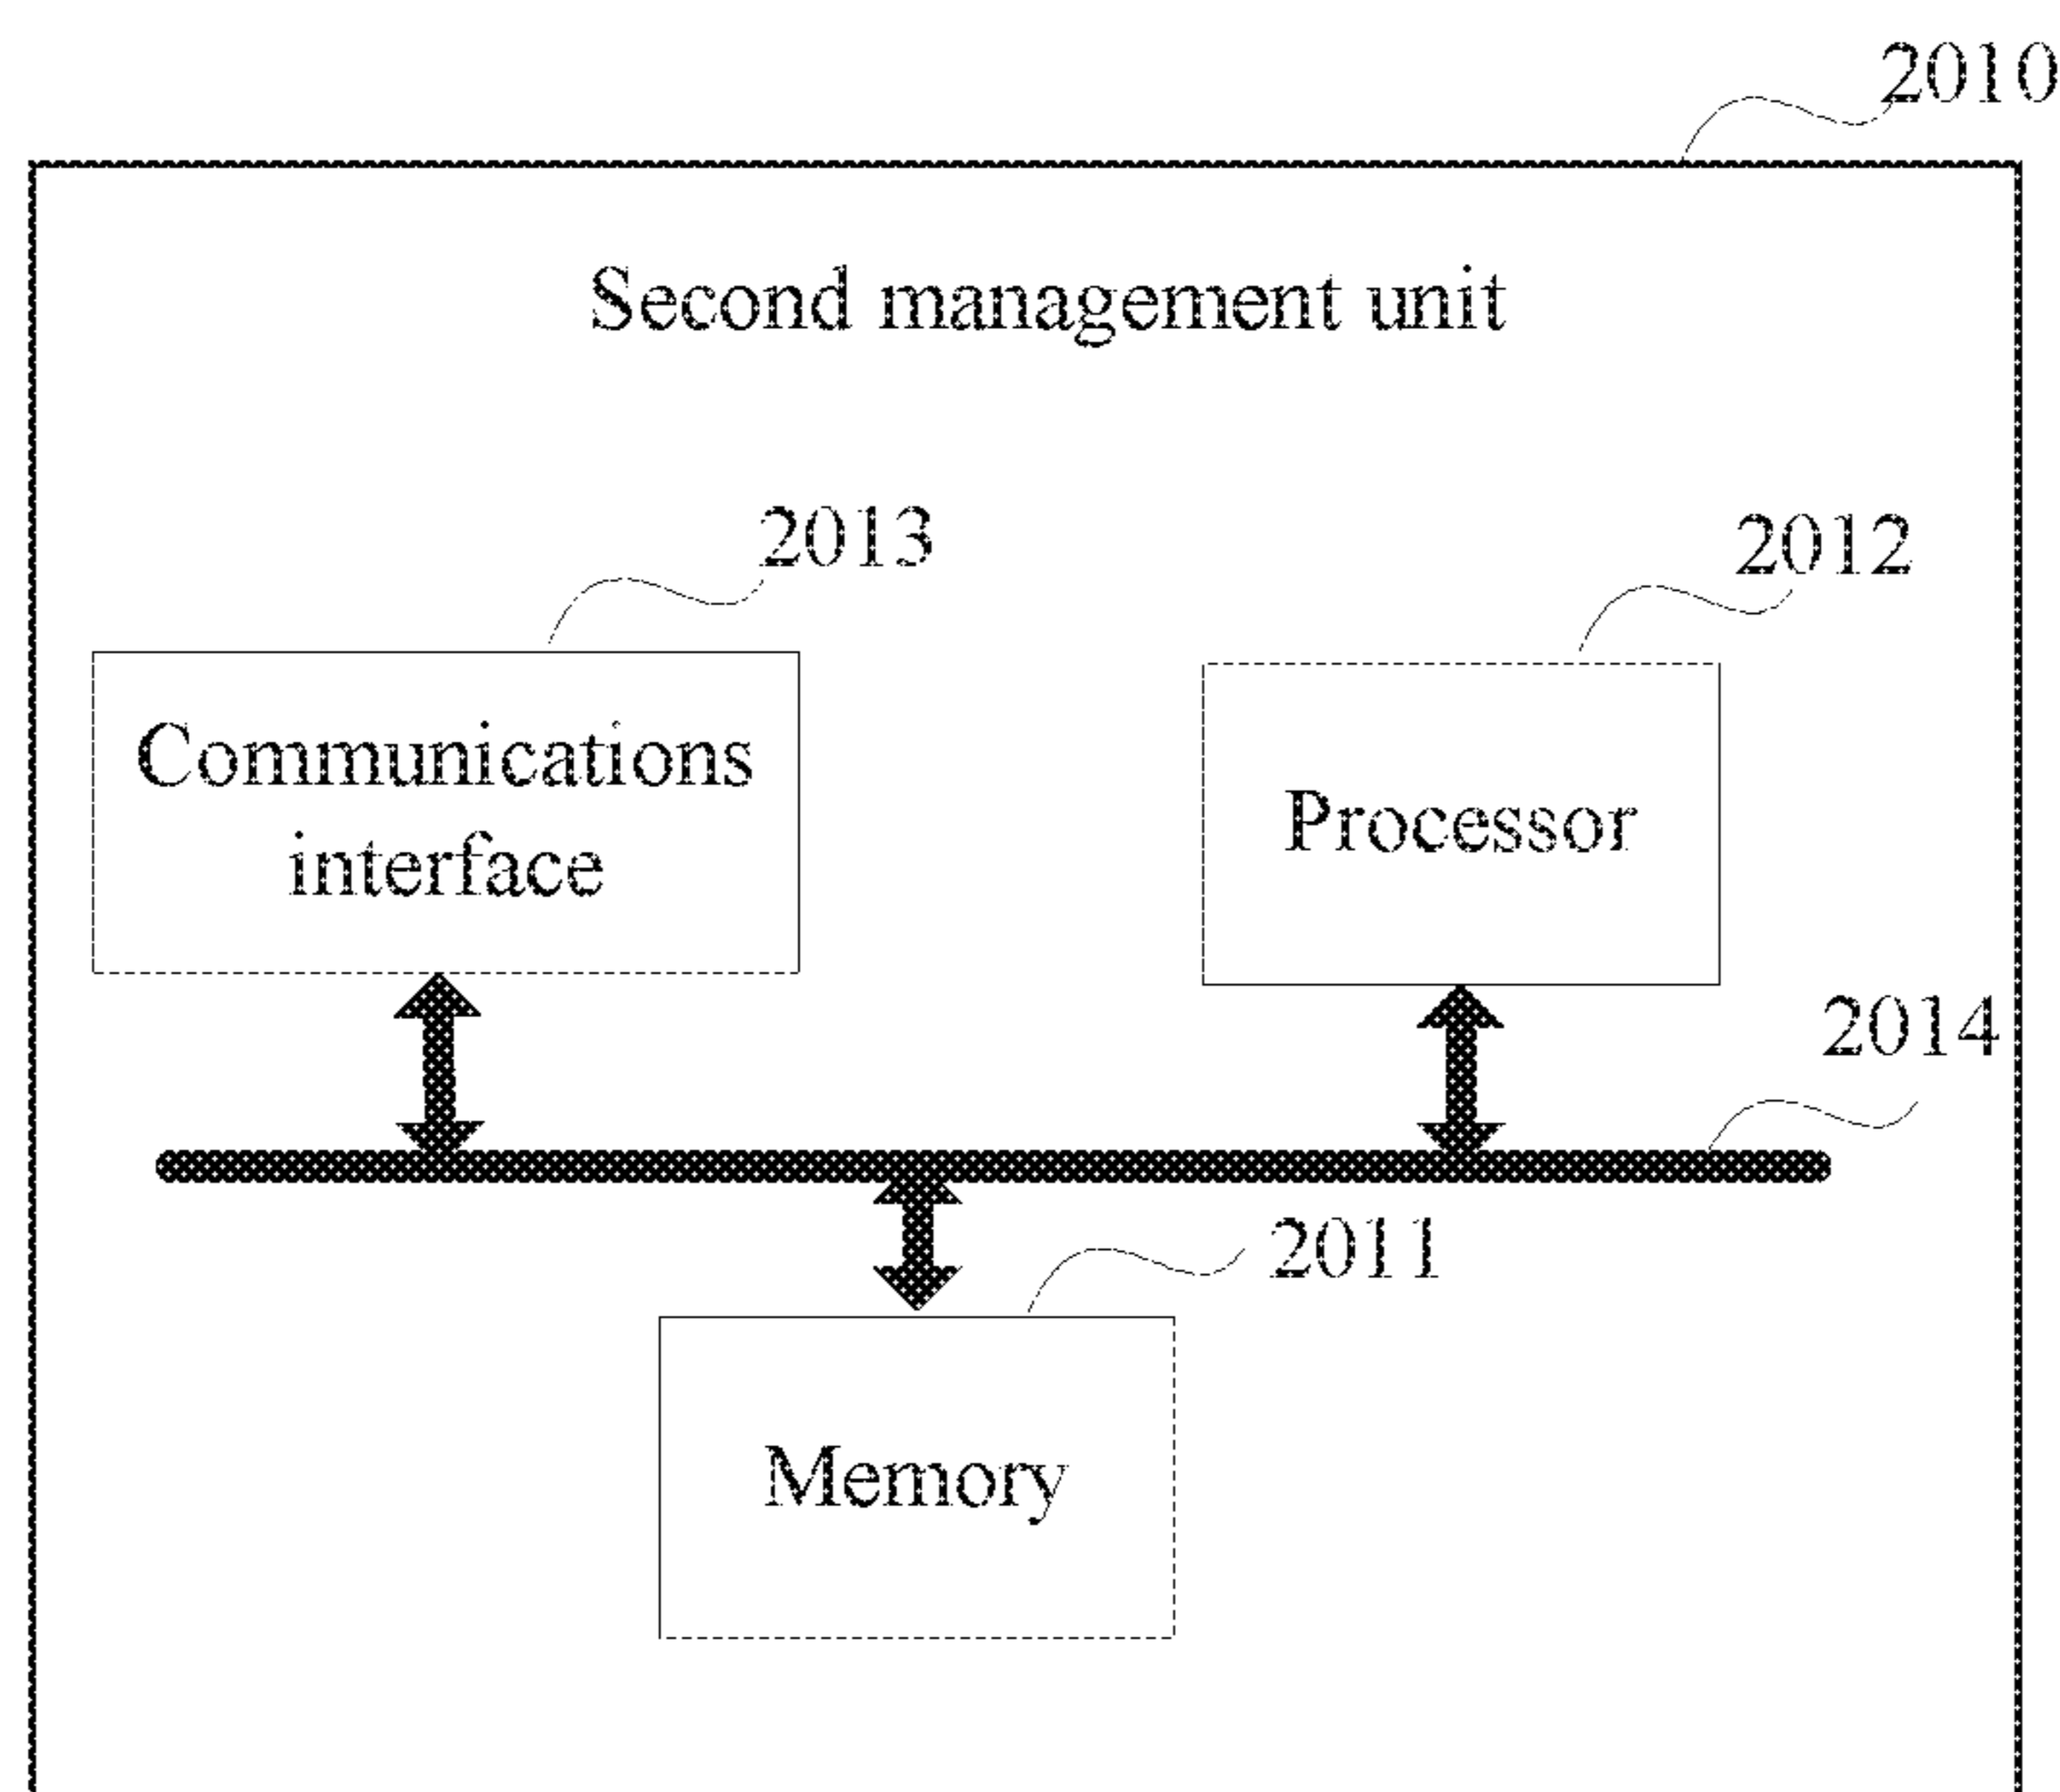 2010
Second management unit
2013
2012
Communications
interface
Processor
2014
2011
Memory